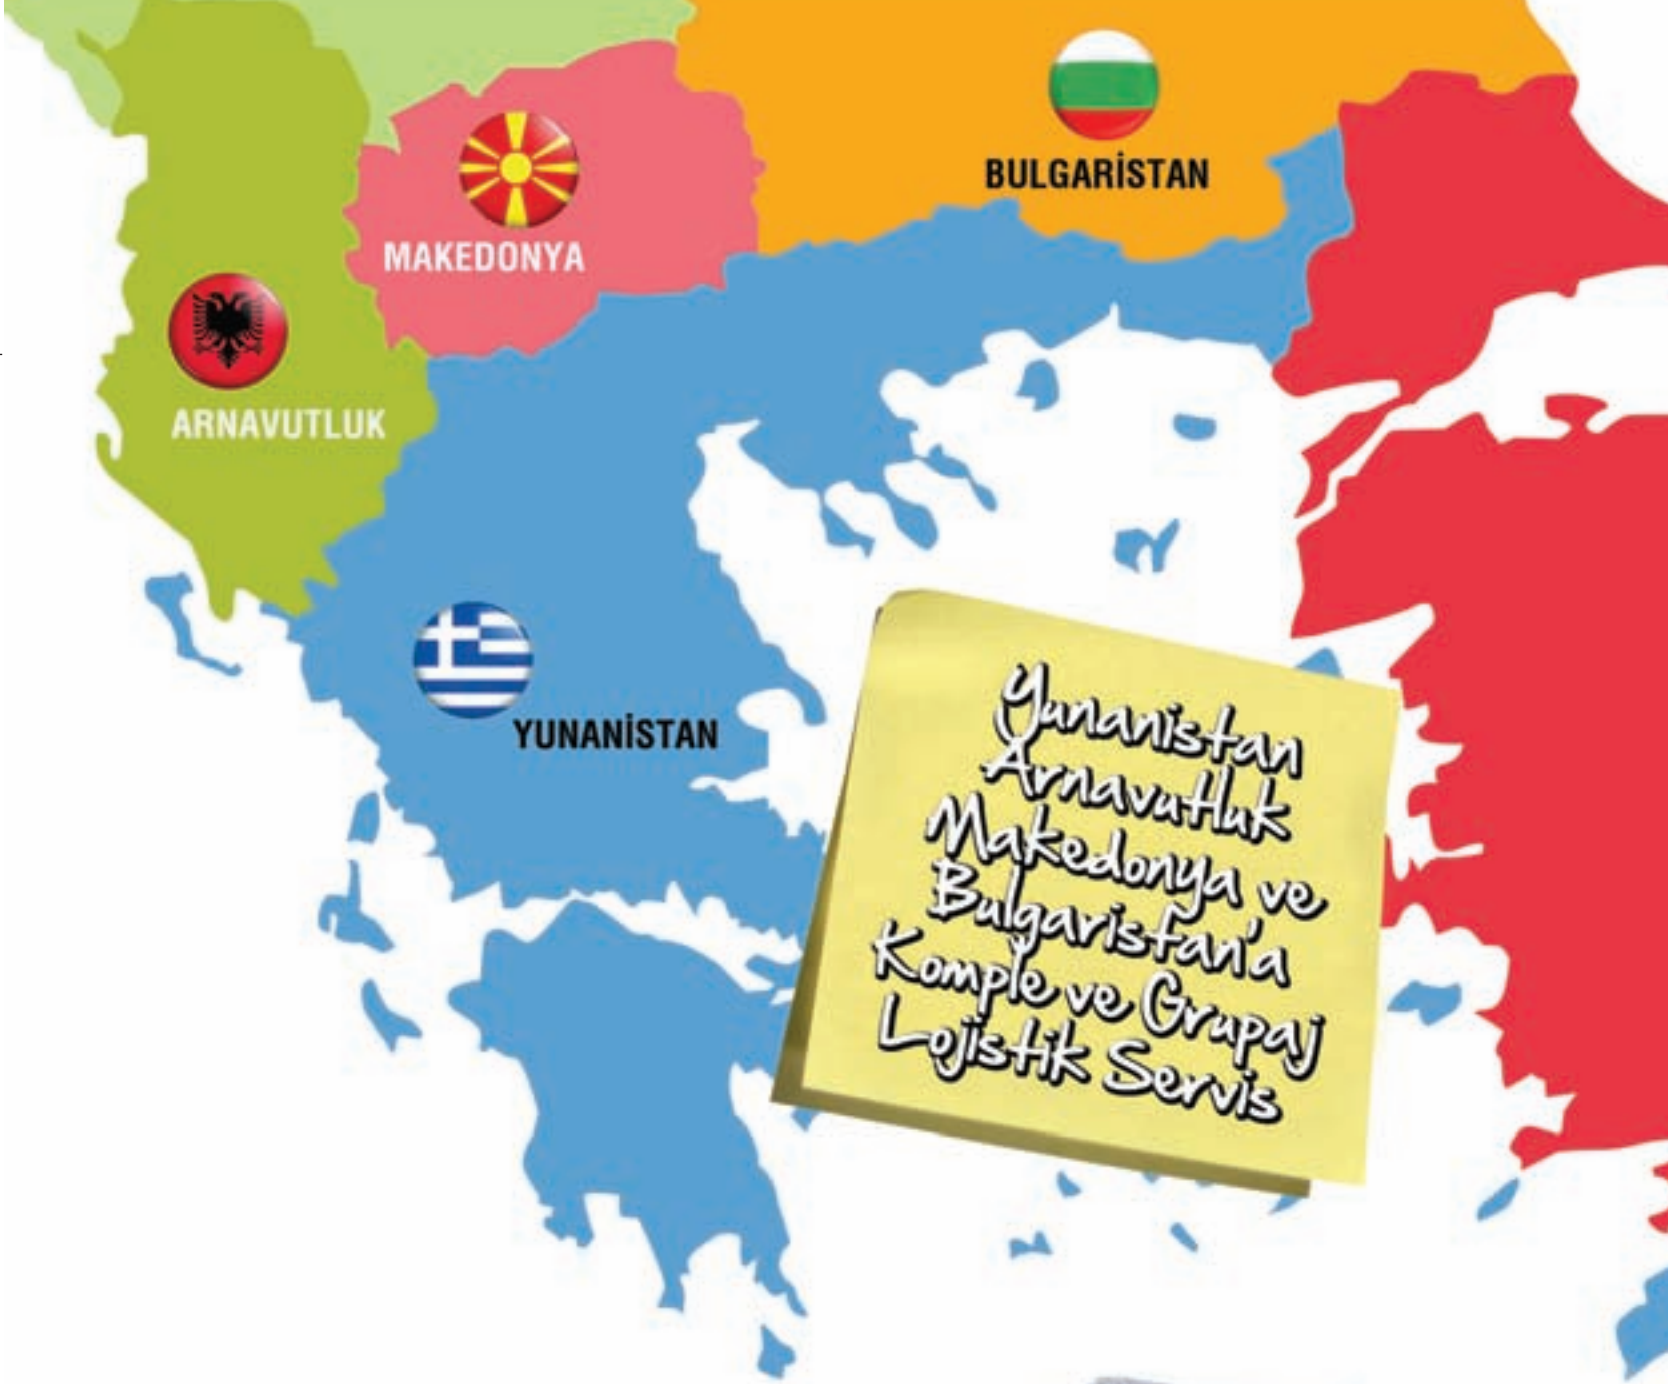 BULGARİSTAN
MAKEDONYA
ARNAVUTLUK
YUNANİSTAN
Yunanistan
Arnavutluk
Makedonya ve
Bulgaristan'a
Komple ve Grupaj
Lojistik Servis